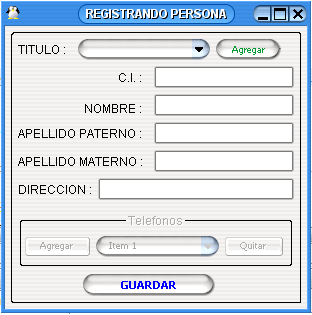 REGISTRANDO PERSONA
TITULO : Agregar
C.I. :
NOMBRE :
APELLIDO PATERNO :
APELLIDO MATERNO :
DIRECCION :
Telefonos
Agregar Item 1 Quitar
GUARDAR